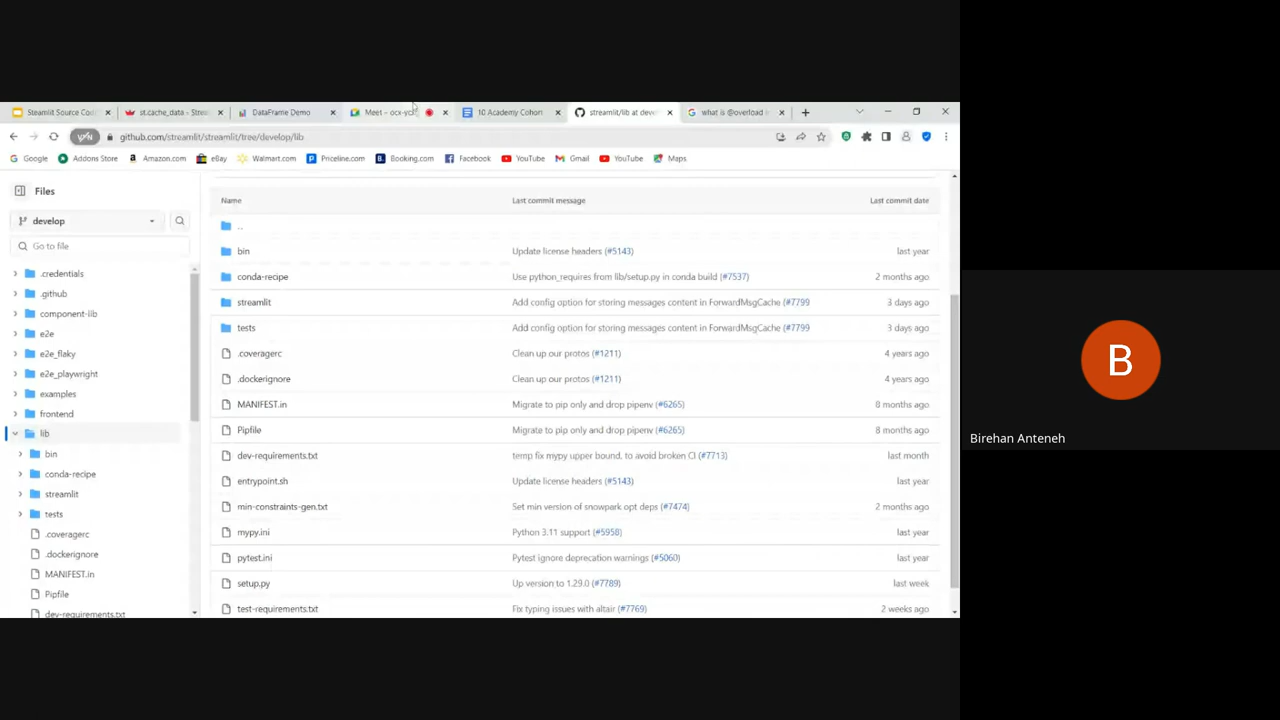 Streamlit Source Cod
st.cache_data - Strea
DataFrame Demo
Meet – ocx-ycj
10 Academy Cohort
streamlit/lib at deve
what is @overload i
VPN
github.com/streamlit/streamlit/tree/develop/lib
Google
Addons Store
Amazon.com
eBay
Walmart.com
Priceline.com
Booking.com
Facebook
YouTube
Gmail
YouTube
Maps
Files
develop
Go to file
.credentials
.github
component-lib
e2e
e2e_flaky
e2e_playwright
examples
frontend
lib
bin
conda-recipe
streamlit
tests
.coveragerc
.dockerignore
MANIFEST.in
Pipfile
dev-requirements.txt
Name Last commit message Last commit date
..
bin Update license headers (#5143) last year
conda-recipe Use python_requires from lib/setup.py in conda build (#7537) 2 months ago
streamlit Add config option for storing messages content in ForwardMsgCache (#7799 3 days ago
tests Add config option for storing messages content in ForwardMsgCache (#7799 3 days ago
.coveragerc Clean up our protos (#1211) 4 years ago
.dockerignore Clean up our protos (#1211) 4 years ago
MANIFEST.in Migrate to pip only and drop pipenv (#6265) 8 months ago
Pipfile Migrate to pip only and drop pipenv (#6265) 8 months ago
dev-requirements.txt temp fix mypy upper bound, to avoid broken CI (#7713) last month
entrypoint.sh Update license headers (#5143) last year
min-constraints-gen.txt Set min version of snowpark opt deps (#7474) 2 months ago
mypy.ini Python 3.11 support (#5958) last year
pytest.ini Pytest ignore deprecation warnings (#5060) last year
setup.py Up version to 1.29.0 (#7789) last week
test-requirements.txt Fix typing issues with altair (#7769) 2 weeks ago
B
Birehan Anteneh